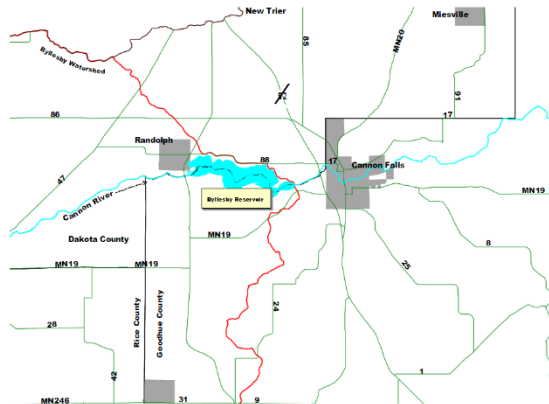 New Trier
Miesville
85
MN20
Byllesby Watershed
91
86
17
Randolph
88
17
Cannon Falls
47
Cannon River
MN19
Byllesby Reservoir
MN19
Dakota County
8
MN19
MN19
25
24
Rice County
Goodhue County
28
42
1
MN246
31
9